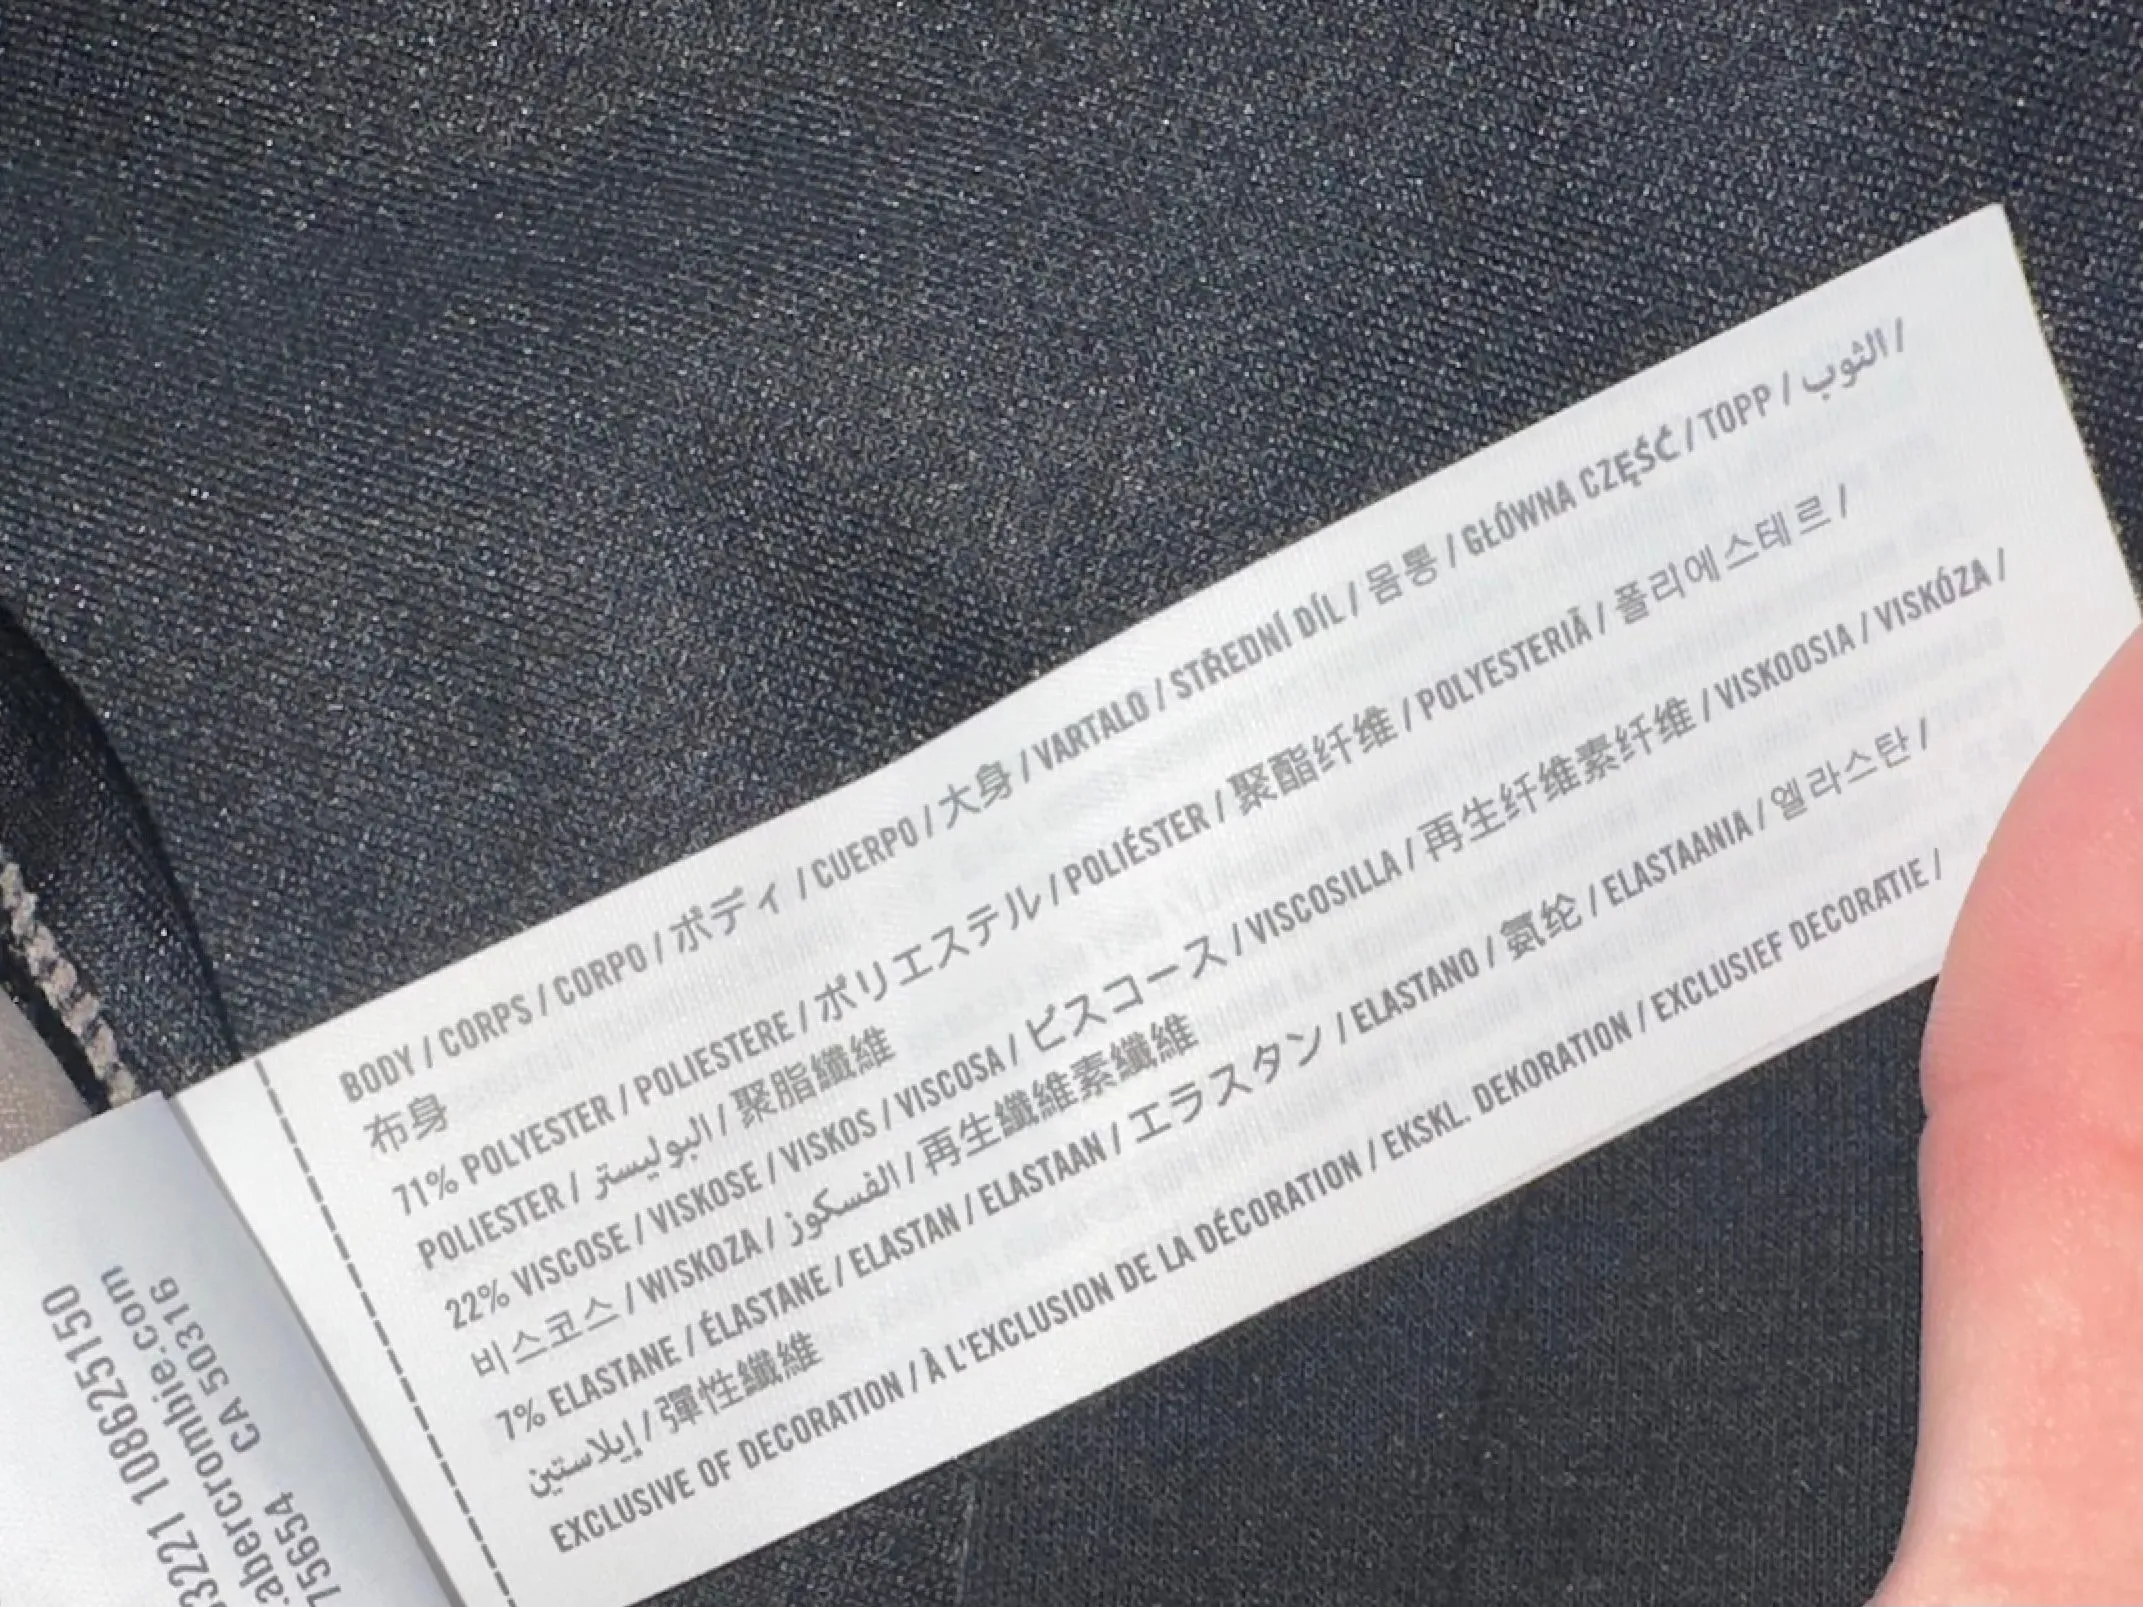 BODY / CORPS / CORPO / ボディ / CUERPO / 大身 / VARTALO / STŘEDNÍ DÍL / 몸통 / GŁÓWNA CZĘŚĆ / TOPP / الثوب /
布身
71% POLYESTER / POLIESTERE / ポリエステル / POLIÉSTER / 聚酯纤维 / POLYESTERIÄ / 폴리에스테르 /
POLIESTER / البوليستر / 聚脂纖維
22% VISCOSE / VISKOSE / VISKOS / VISCOSA / ビスコース / VISCOSILLA / 再生纤维素纤维 / VISKOOSIA / VISKÓZA /
비스코스 / WISKOZA / الفسكوز / 再生纖維素纖維
7% ELASTANE / ÉLASTANE / ELASTAN / ELASTAAN / エラスタン / ELASTANO / 氨纶 / ELASTAANIA / 엘라스탄 /
إيلاستين / 彈性纖維
EXCLUSIVE OF DECORATION / À L'EXCLUSION DE LA DÉCORATION / EKSKL. DEKORATION / EXCLUSIEF DECORATIE /
3221 108625150
.abercrombie.com
75654 CA 50316